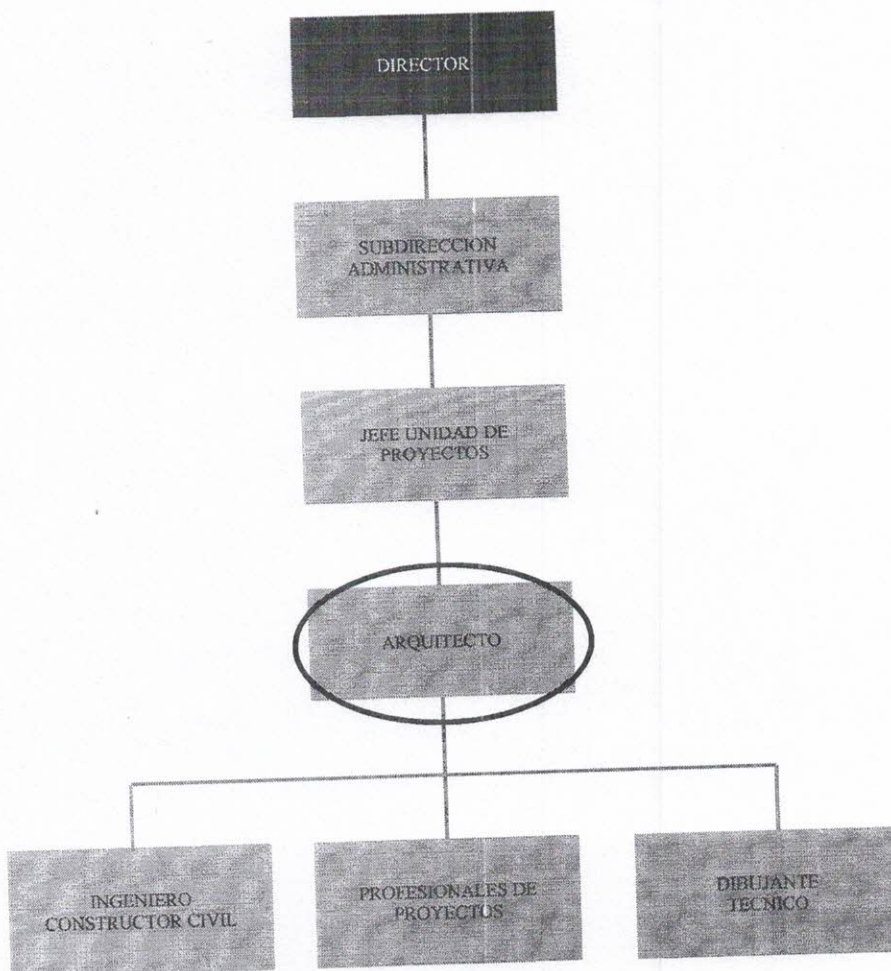 DIRECTOR
SUBDIRECCION
ADMINISTRATIVA
JEFE UNIDAD DE
PROYECTOS
ARQUITECTO
INGENIERO
CONSTRUCTOR CIVIL
PROFESIONALES DE
PROYECTOS
DIBUJANTE
TECNICO